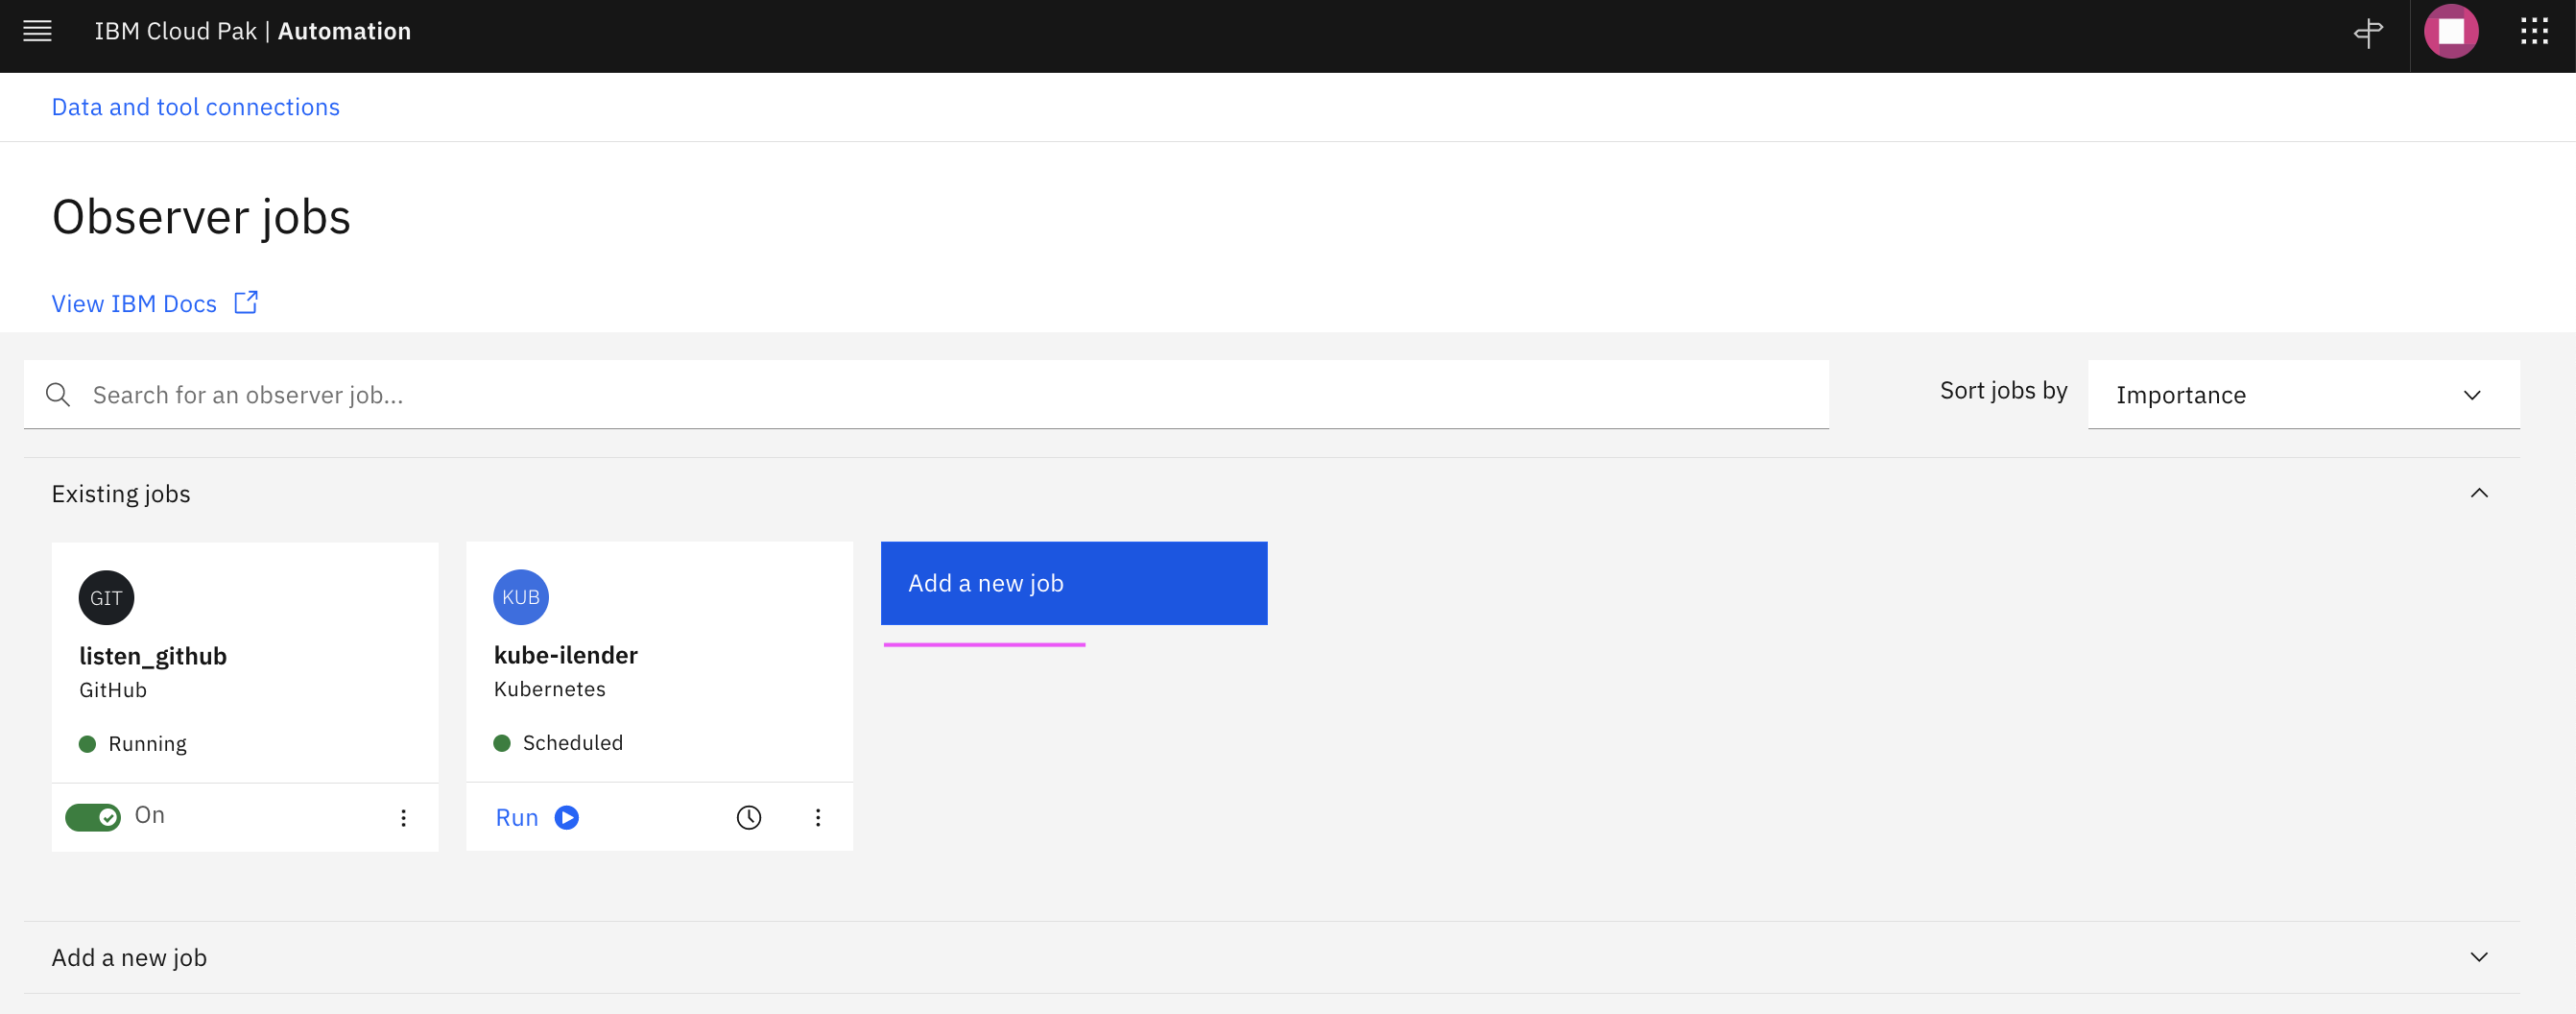 IBM Cloud Pak | Automation
Data and tool connections
Observer jobs
View IBM Docs
Search for an observer job...
Sort jobs by
Importance
Existing jobs
GIT
listen_github
GitHub
Running
On
KUB
kube-ilender
Kubernetes
Scheduled
Run
Add a new job
Add a new job